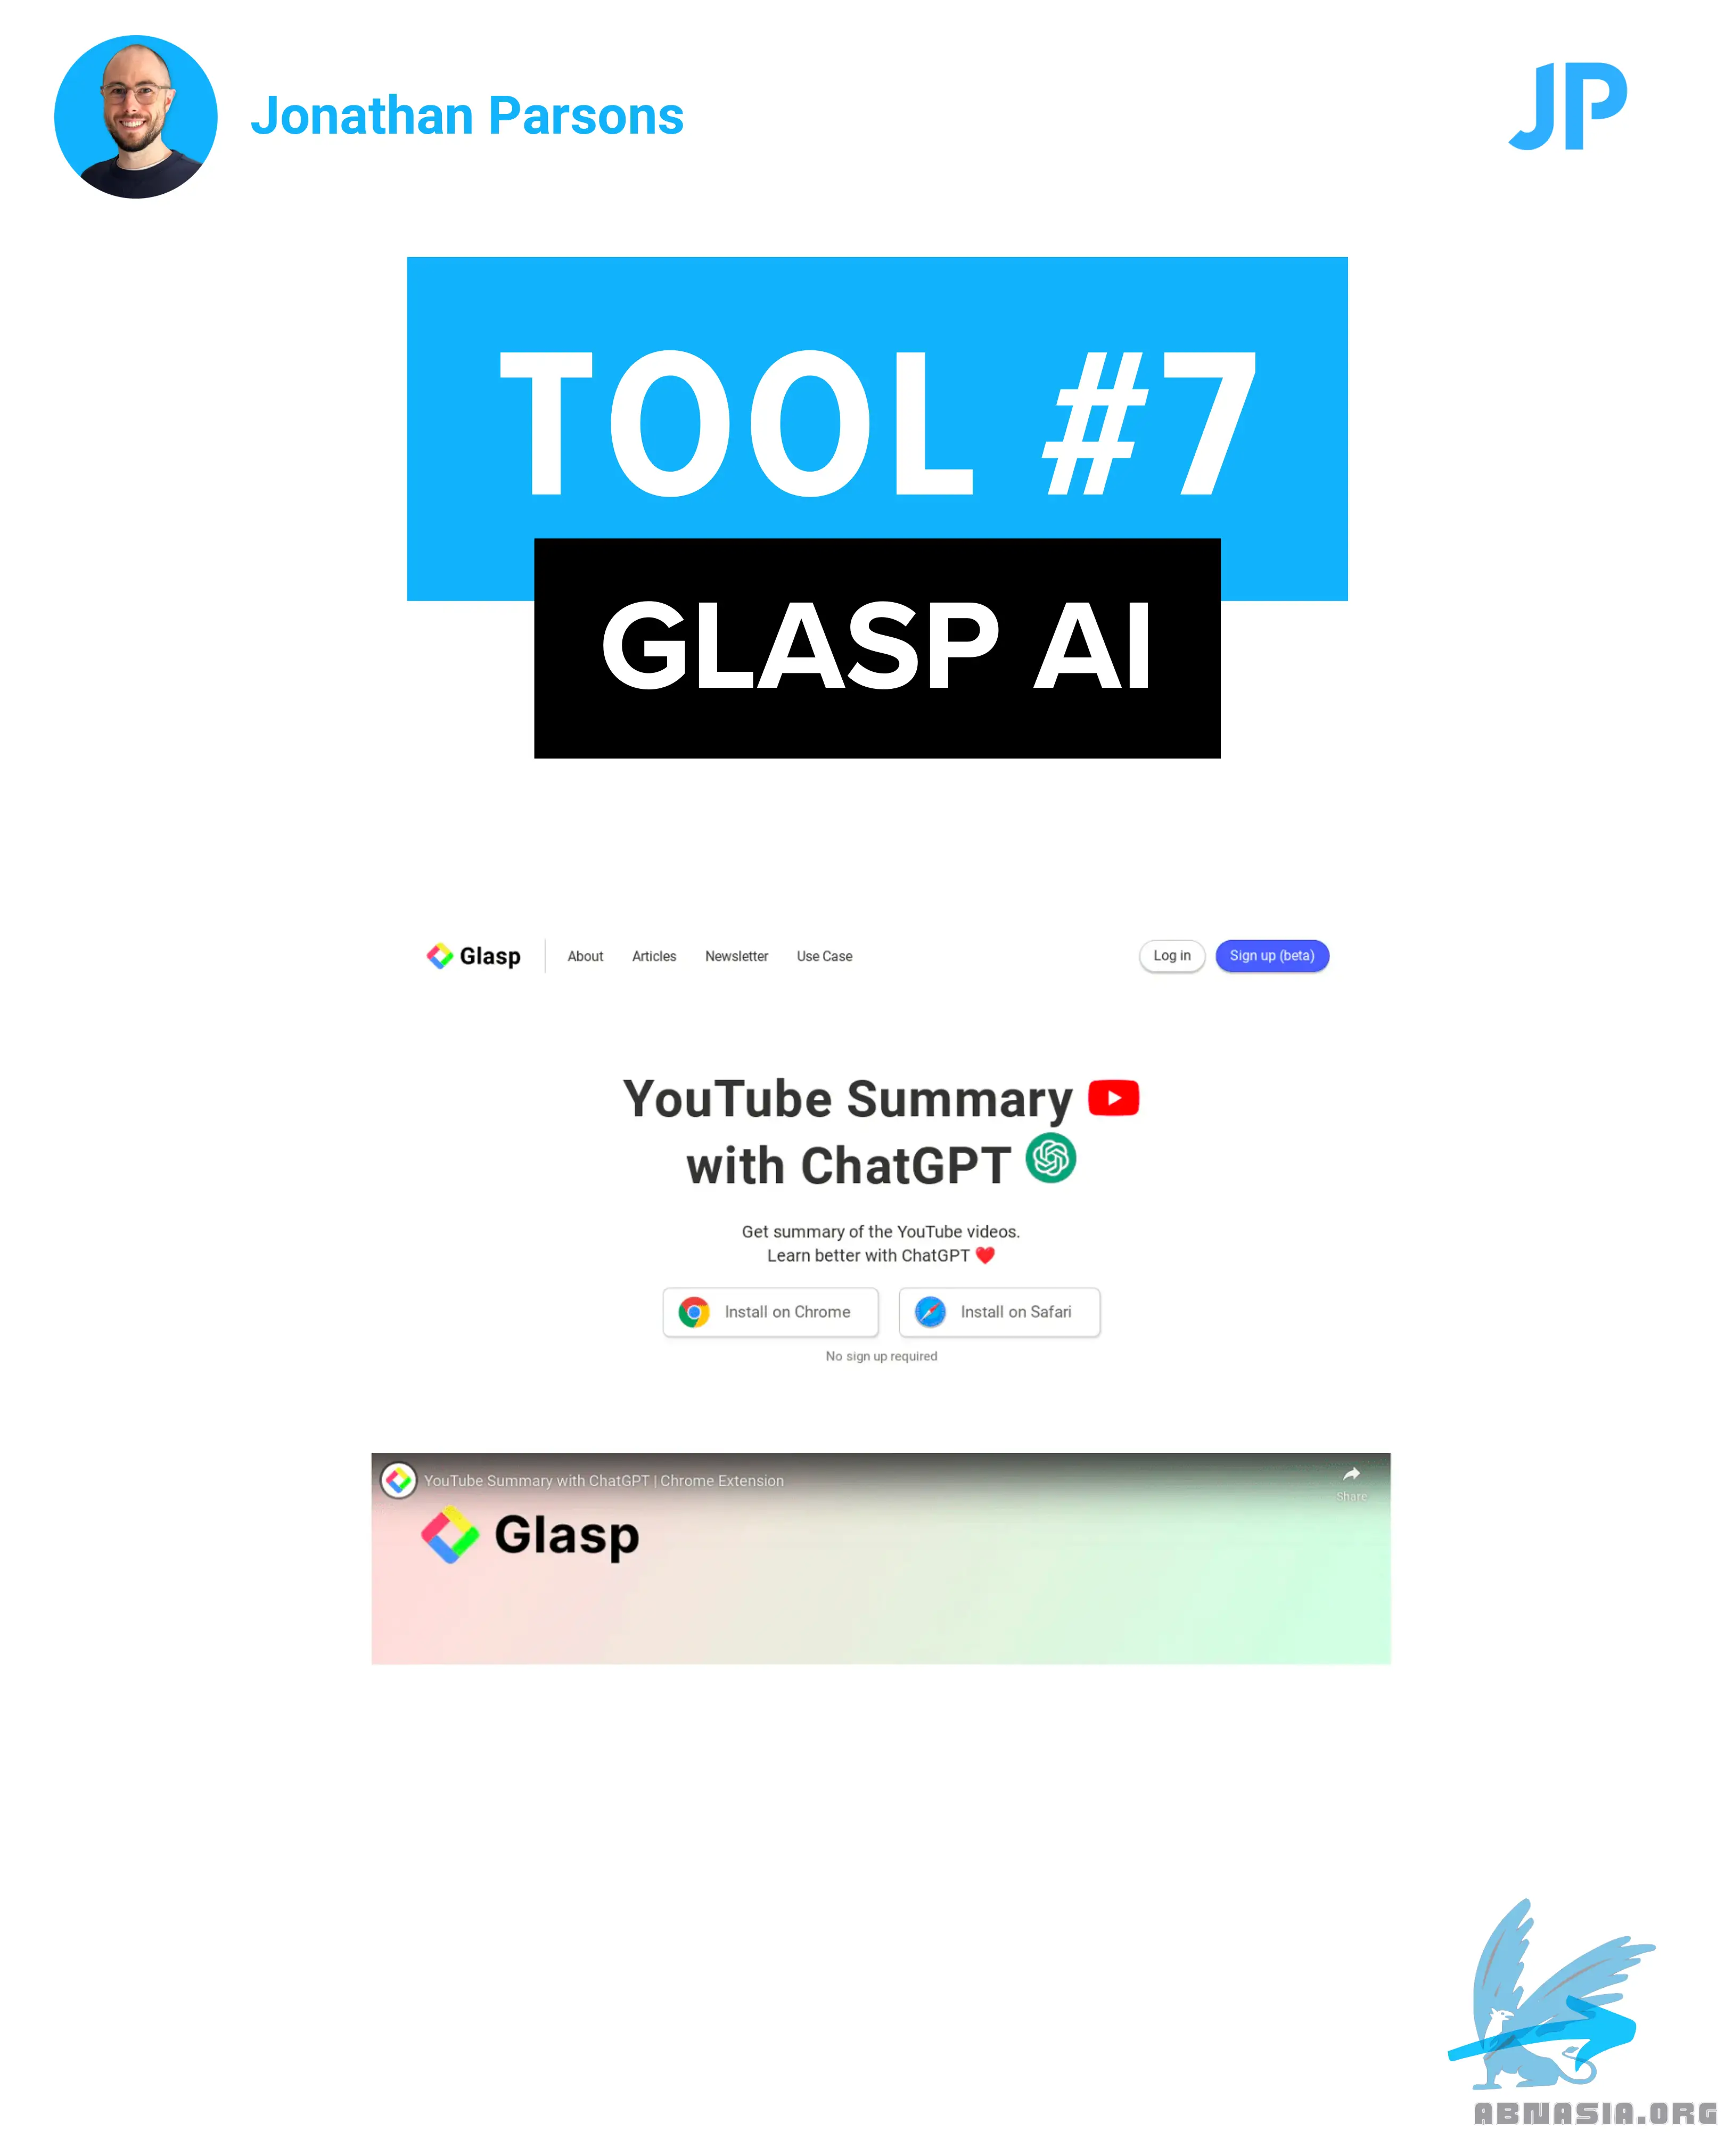 Jonathan Parsons
JP
TOOL #7
GLASP AI
Glasp About Articles Newsletter Use Case Log in Sign up (beta)
YouTube Summary
with ChatGPT
Get summary of the YouTube videos.
Learn better with ChatGPT ❤️
Install on Chrome Install on Safari
No sign up required
YouTube Summary with ChatGPT | Chrome Extension
Share
Glasp
ABNASIA.ORG